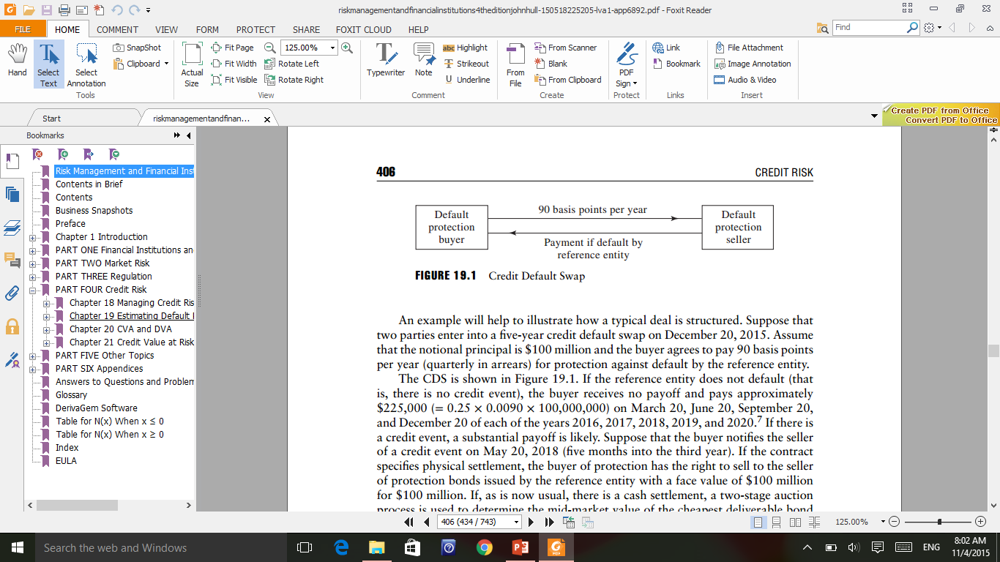 riskmanagementandfinancialinstitutions4theditionjohnhull-150518225205-lva1-app6892.pdf - Foxit Reader
FILE HOME COMMENT VIEW FORM PROTECT SHARE FOXIT CLOUD HELP
Find
Hand
Select Text
Select Annotation
SnapShot
Clipboard
Tools
Actual Size
Fit Page
Fit Width
Fit Visible
125.00%
Rotate Left
Rotate Right
View
Typewriter
Note
abc Highlight
T Strikeout
U Underline
Comment
From File
From Scanner
Blank
From Clipboard
Create
PDF Sign
Protect
Link
Bookmark
Links
File Attachment
Image Annotation
Audio & Video
Insert
Start
riskmanagementandfinan...
Create PDF from Office
Convert PDF to Office
Bookmarks
Risk Management and Financial Inst
Contents in Brief
Contents
Business Snapshots
Preface
Chapter 1 Introduction
PART ONE Financial Institutions an
PART TWO Market Risk
PART THREE Regulation
PART FOUR Credit Risk
Chapter 18 Managing Credit Ris
Chapter 19 Estimating Default
Chapter 20 CVA and DVA
Chapter 21 Credit Value at Risk
PART FIVE Other Topics
PART SIX Appendices
Answers to Questions and Problem
Glossary
DerivaGem Software
Table for N(x) When x ≤ 0
Table for N(x) When x ≥ 0
Index
EULA
406 CREDIT RISK
Default
protection
buyer
90 basis points per year
Payment if default by
reference entity
Default
protection
seller
FIGURE 19.1 Credit Default Swap
An example will help to illustrate how a typical deal is structured. Suppose that
two parties enter into a five-year credit default swap on December 20, 2015. Assume
that the notional principal is $100 million and the buyer agrees to pay 90 basis points
per year (quarterly in arrears) for protection against default by the reference entity.
The CDS is shown in Figure 19.1. If the reference entity does not default (that
is, there is no credit event), the buyer receives no payoff and pays approximately
$225,000 (= 0.25 × 0.0090 × 100,000,000) on March 20, June 20, September 20,
and December 20 of each of the years 2016, 2017, 2018, 2019, and 2020.⁷ If there is
a credit event, a substantial payoff is likely. Suppose that the buyer notifies the seller
of a credit event on May 20, 2018 (five months into the third year). If the contract
specifies physical settlement, the buyer of protection has the right to sell to the seller
of protection bonds issued by the reference entity with a face value of $100 million
for $100 million. If, as is now usual, there is a cash settlement, a two-stage auction
process is used to determine the mid-market value of the cheapest deliverable bond
406 (434 / 743)
125.00%
Search the web and Windows
ENG
8:02 AM
11/4/2015